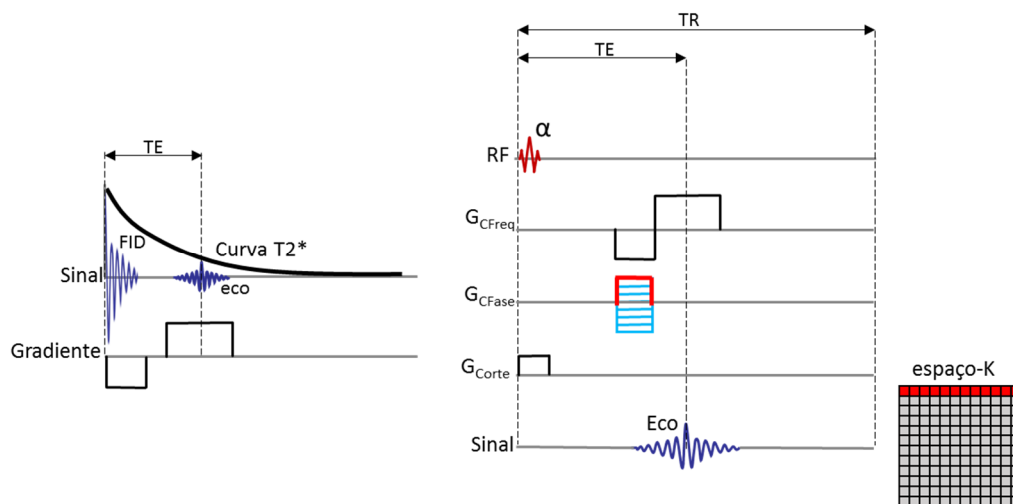 TE
FID
Curva T2*
Sinal
eco
Gradiente
TR
TE
α
RF
GCFreq
GCFase
GCorte
Eco
Sinal
espaço-K